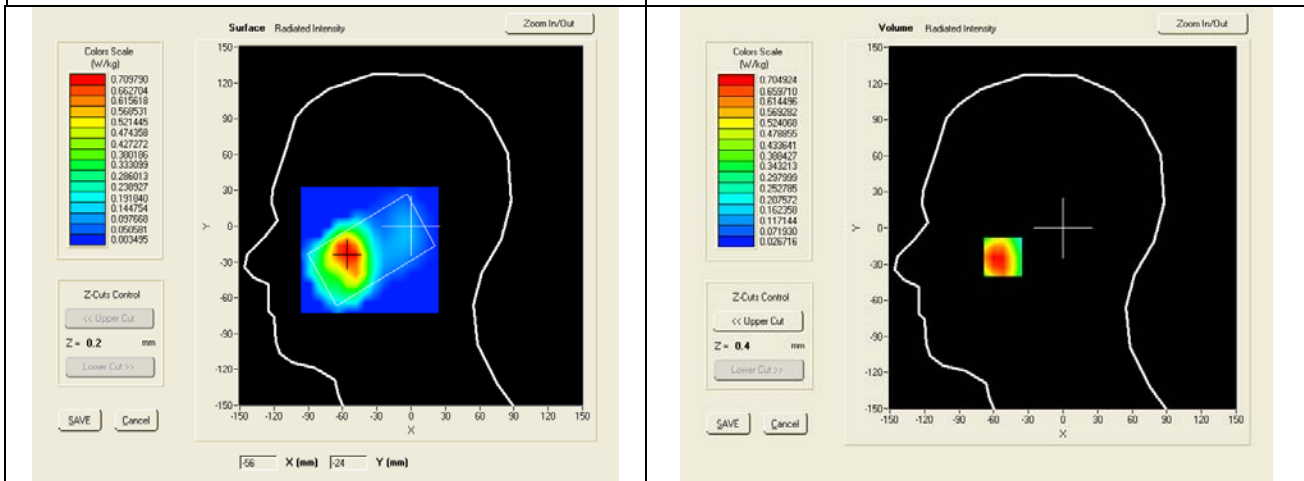 Surface Radiated Intensity
Zoom In/Out
Colors Scale
(W/kg)
0.709790
0.662704
0.615618
0.568531
0.521445
0.474358
0.427272
0.380186
0.333099
0.286013
0.238927
0.191840
0.144754
0.097668
0.050581
0.003495
150
120
90
60
30
0
-30
-60
-90
-120
-150
Y
-150 -120 -90 -60 -30 0 30 60 90 120 150
X
Z-Cuts Control
<< Upper Cut
Z = 0.2 mm
Lower Cut >>
SAVE Cancel
-56 X (mm) -24 Y (mm)
Volume Radiated Intensity
Zoom In/Out
Colors Scale
(W/kg)
0.704924
0.659710
0.614496
0.569282
0.524068
0.478855
0.433641
0.388427
0.343213
0.297999
0.252785
0.207572
0.162358
0.117144
0.071930
0.026716
150
120
90
60
30
0
-30
-60
-90
-120
-150
Y
-150 -120 -90 -60 -30 0 30 60 90 120 150
X
Z-Cuts Control
<< Upper Cut
Z = 0.4 mm
Lower Cut >>
SAVE Cancel